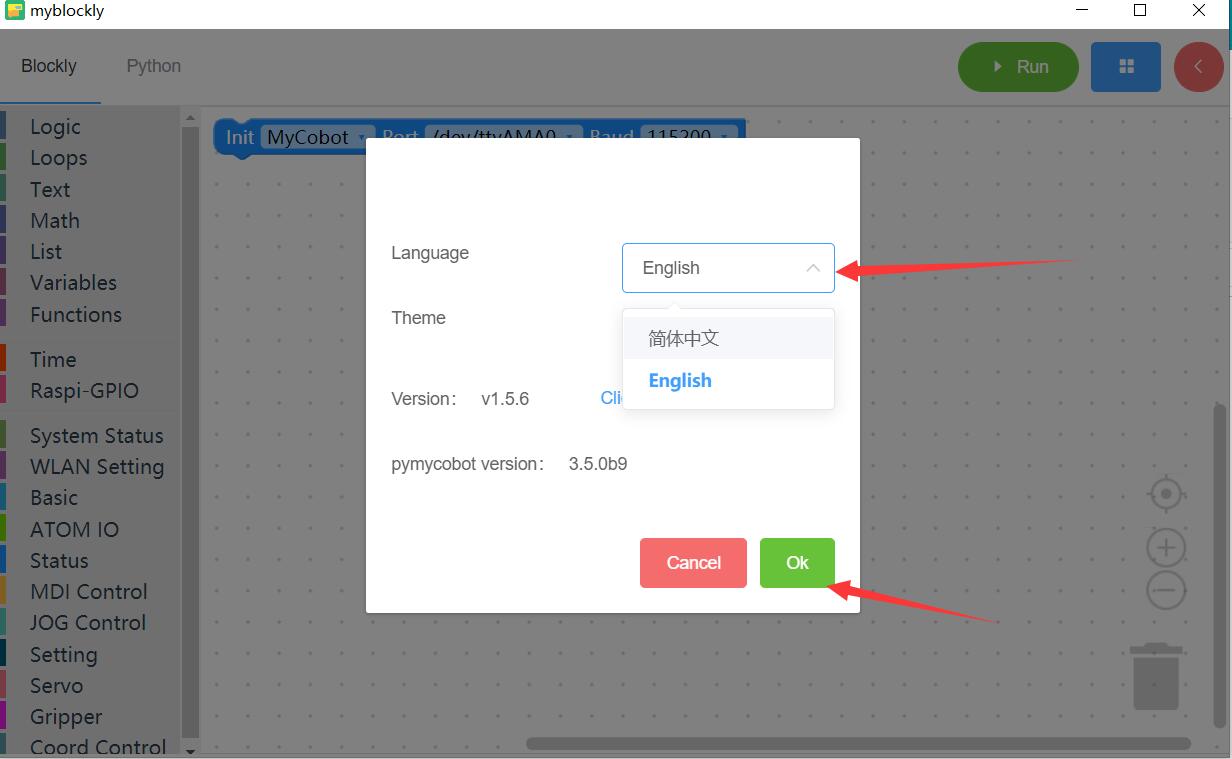 myblockly
Blockly Python Run
Logic
Loops
Text
Math
List
Variables
Functions
Time
Raspi-GPIO
System Status
WLAN Setting
Basic
ATOM IO
Status
MDI Control
JOG Control
Setting
Servo
Gripper
Coord Control
Init MyCobot Port /dev/ttyAMA0 Baud 115200
Language English
简体中文
English
Theme
Version: v1.5.6
pymycobot version: 3.5.0b9
Cancel Ok